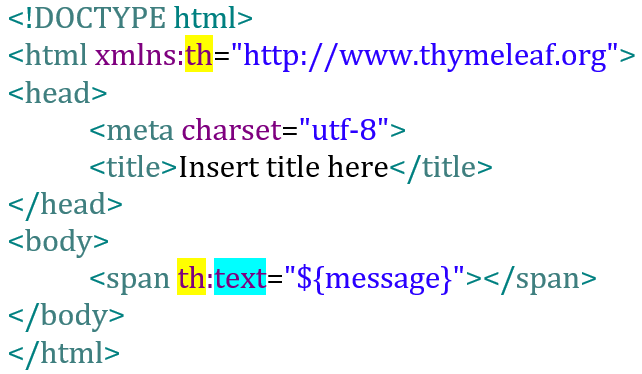 <!DOCTYPE html>
<html xmlns:th="http://www.thymeleaf.org">
<head>
<meta charset="utf-8">
<title>Insert title here</title>
</head>
<body>
<span th:text="${message}"></span>
</body>
</html>